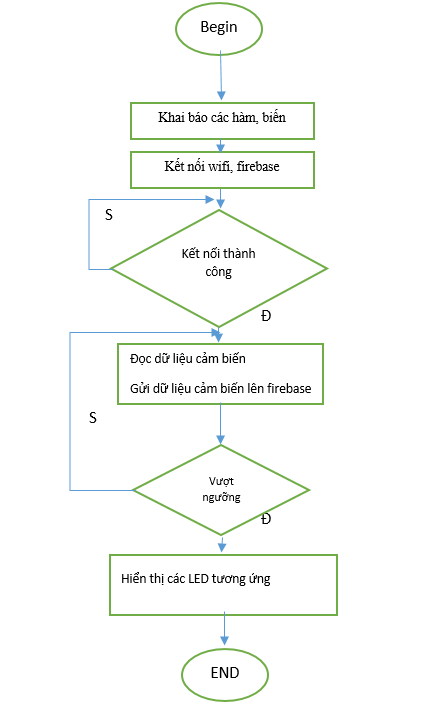 Begin
Khai báo các hàm, biến
Kết nối wifi, firebase
S
Kết nối thành
công
Đ
Đọc dữ liệu cảm biến
Gửi dữ liệu cảm biến lên firebase
S
Vượt
ngưỡng
Đ
Hiển thị các LED tương ứng
END